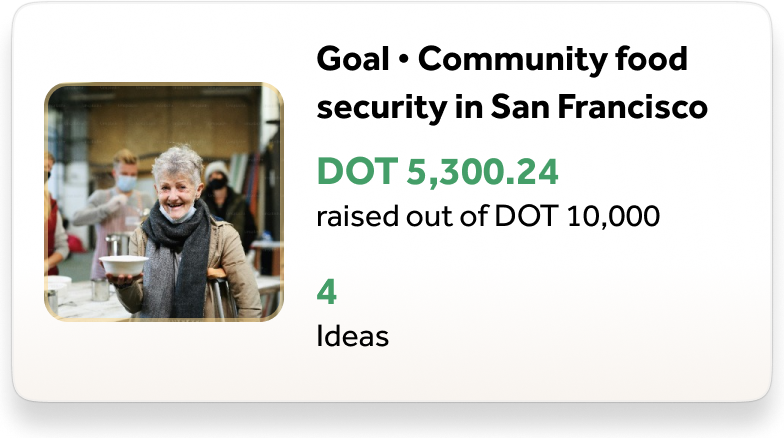 Goal • Community food
security in San Francisco
DOT 5,300.24
raised out of DOT 10,000
4
Ideas